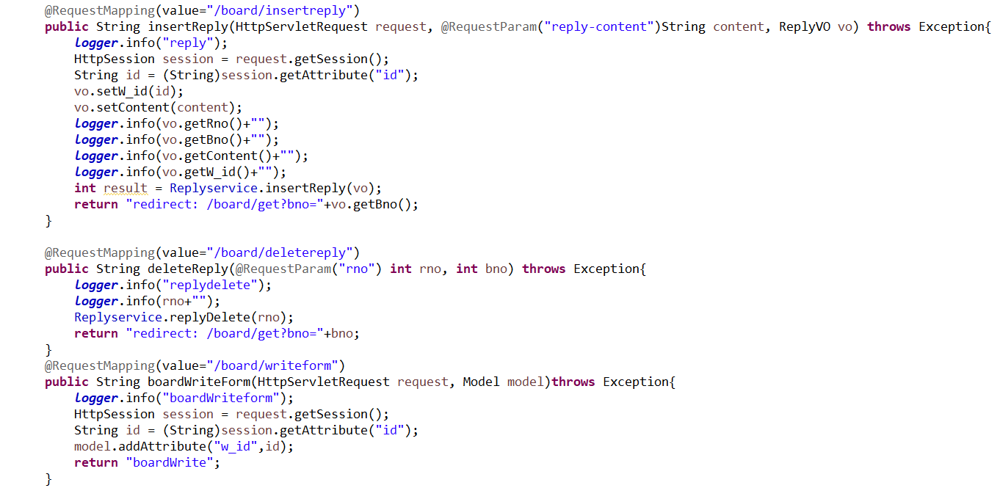 @RequestMapping(value="/board/insertreply")
public String insertReply(HttpServletRequest request, @RequestParam("reply-content")String content, ReplyVO vo) throws Exception{
logger.info("reply");
HttpSession session = request.getSession();
String id = (String)session.getAttribute("id");
vo.setW_id(id);
vo.setContent(content);
logger.info(vo.getRno()+"");
logger.info(vo.getBno()+"");
logger.info(vo.getContent()+"");
logger.info(vo.getW_id()+"");
int result = Replyservice.insertReply(vo);
return "redirect: /board/get?bno="+vo.getBno();
}
@RequestMapping(value="/board/deletereply")
public String deleteReply(@RequestParam("rno") int rno, int bno) throws Exception{
logger.info("replydelete");
logger.info(rno+"");
Replyservice.replyDelete(rno);
return "redirect: /board/get?bno="+bno;
}
@RequestMapping(value="/board/writeform")
public String boardWriteForm(HttpServletRequest request, Model model)throws Exception{
logger.info("boardWriteform");
HttpSession session = request.getSession();
String id = (String)session.getAttribute("id");
model.addAttribute("w_id",id);
return "boardWrite";
}